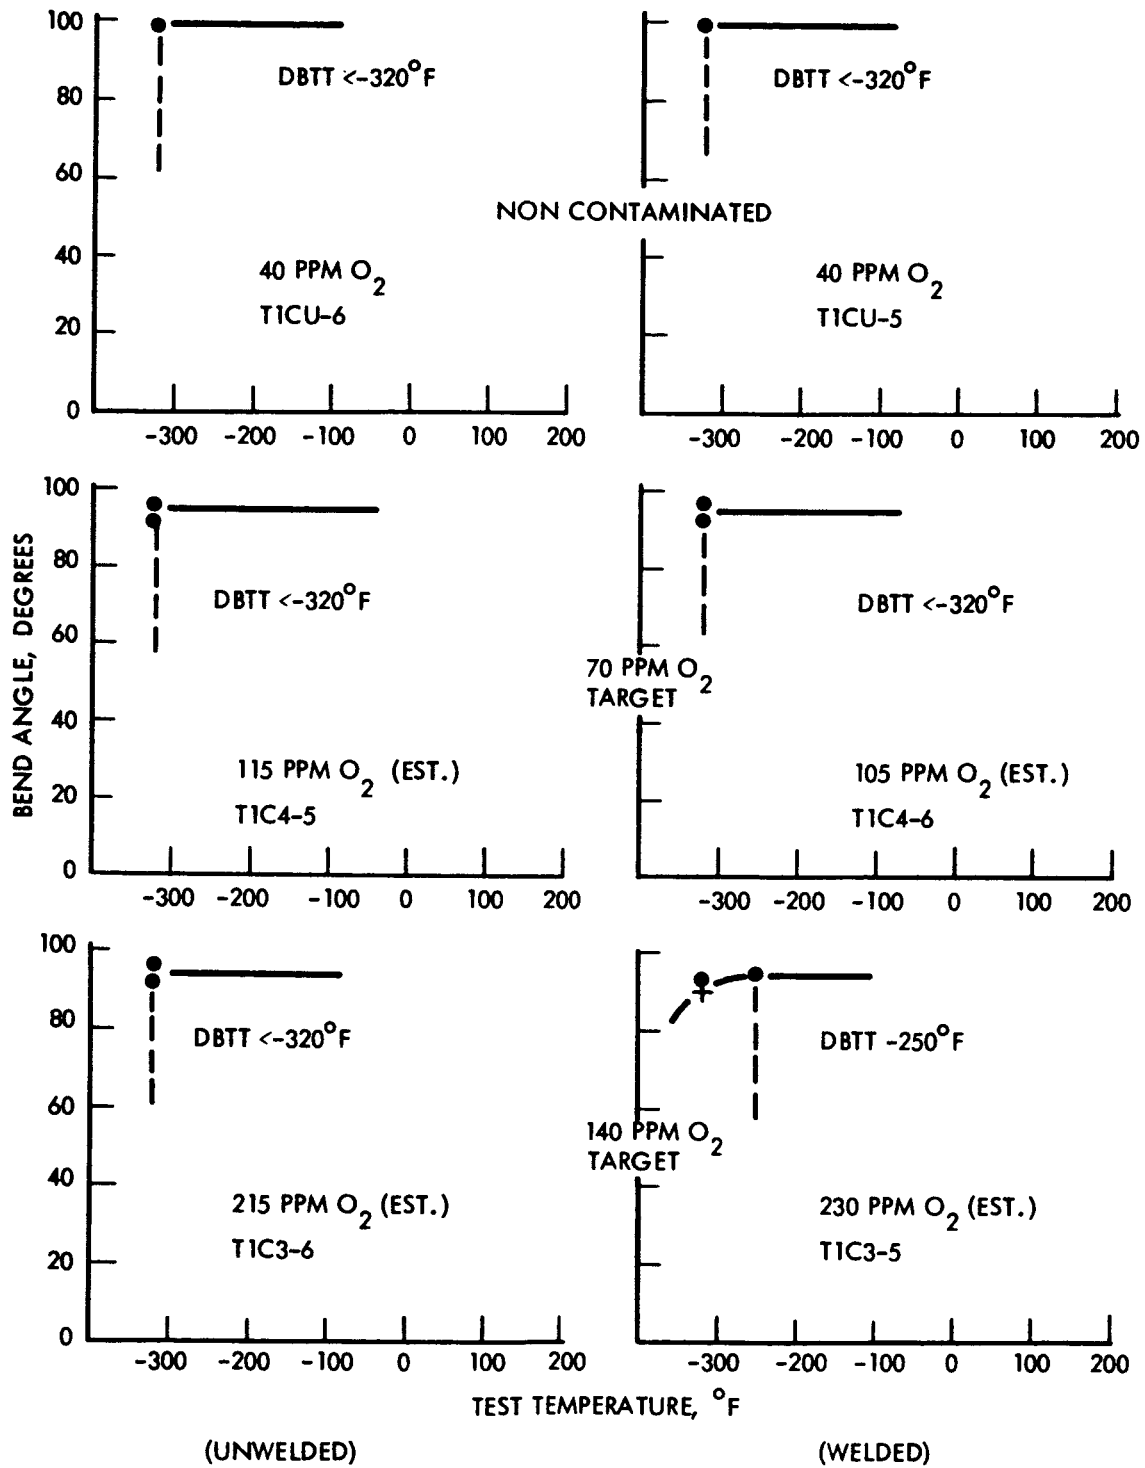 100
80
60
40
20
0
DBTT <-320°F
40 PPM O2
T1CU-6
-300 -200 -100 0 100 200
DBTT <-320°F
NON CONTAMINATED
40 PPM O2
T1CU-5
-300 -200 -100 0 100 200
BEND ANGLE, DEGREES
100
80
60
40
20
0
DBTT <-320°F
115 PPM O2 (EST.)
T1C4-5
-300 -200 -100 0 100 200
DBTT <-320°F
70 PPM O2
TARGET
105 PPM O2 (EST.)
T1C4-6
-300 -200 -100 0 100 200
100
80
60
40
20
0
DBTT <-320°F
215 PPM O2 (EST.)
T1C3-6
-300 -200 -100 0 100 200
DBTT -250°F
140 PPM O2
TARGET
230 PPM O2 (EST.)
T1C3-5
-300 -200 -100 0 100 200
TEST TEMPERATURE, °F
(UNWELDED)
(WELDED)